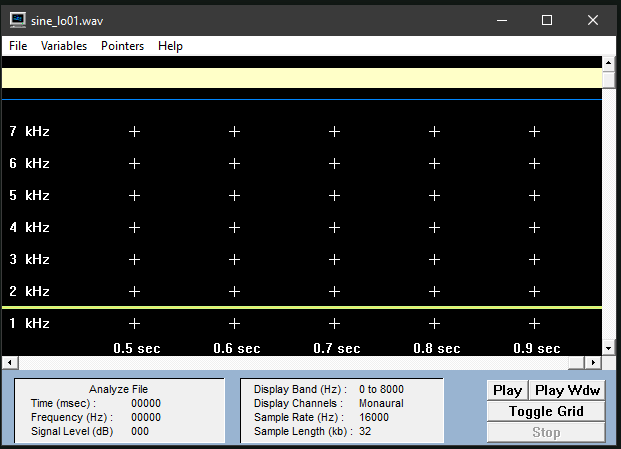 sine_lo01.wav
File Variables Pointers Help
7 kHz
6 kHz
5 kHz
4 kHz
3 kHz
2 kHz
1 kHz
0.5 sec 0.6 sec 0.7 sec 0.8 sec 0.9 sec
Analyze File
Time (msec) : 00000
Frequency (Hz) : 00000
Signal Level (dB) 000
Display Band (Hz) : 0 to 8000
Display Channels : Monaural
Sample Rate (Hz) : 16000
Sample Length (kb) : 32
Play Play Wdw
Toggle Grid
Stop